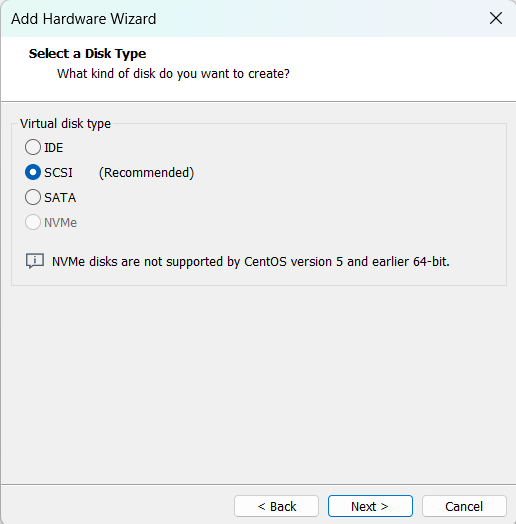 Add Hardware Wizard
Select a Disk Type
What kind of disk do you want to create?
Virtual disk type
IDE
SCSI (Recommended)
SATA
NVMe
NVMe disks are not supported by CentOS version 5 and earlier 64-bit.
< Back Next > Cancel